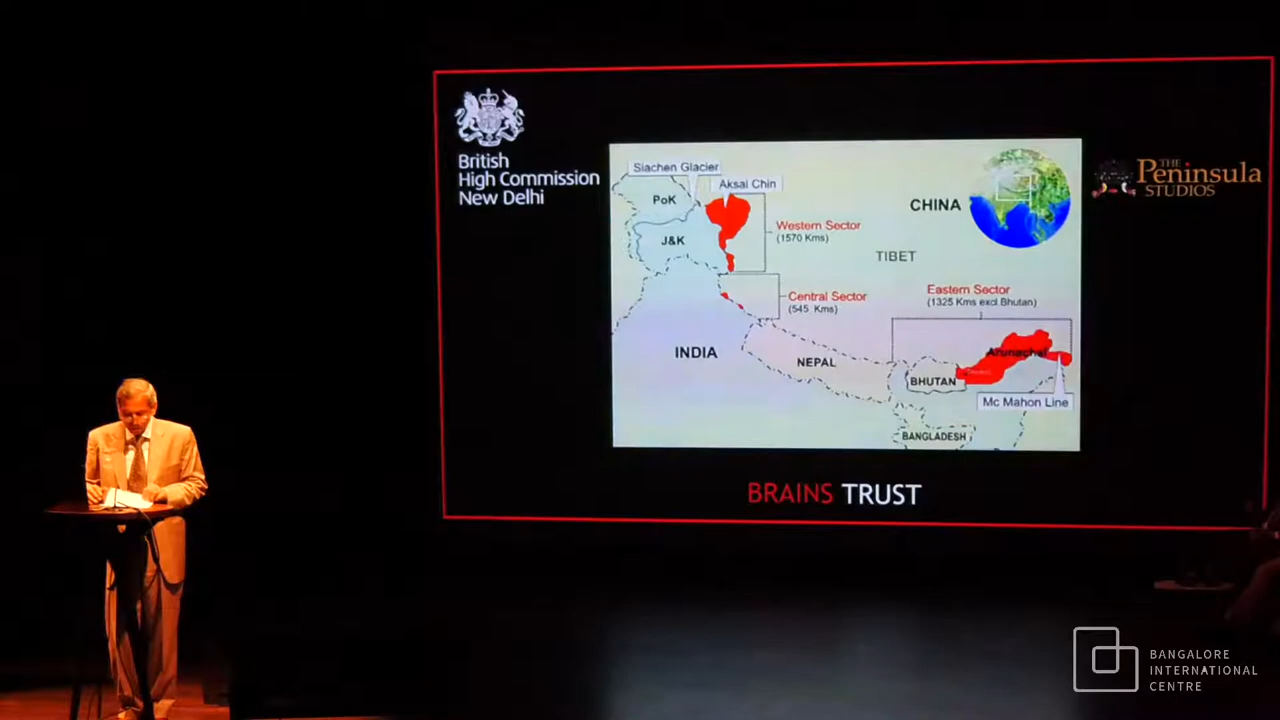 British
High Commission
New Delhi
THE
Peninsula
STUDIOS
Siachen Glacier
Aksai Chin
PoK
J&K
Western Sector
(1570 Kms)
CHINA
TIBET
Central Sector
(545 Kms)
Eastern Sector
(1325 Kms excl Bhutan)
INDIA
NEPAL
BHUTAN
Arunachal
Mc Mahon Line
BANGLADESH
BRAINS TRUST
BANGALORE
INTERNATIONAL
CENTRE